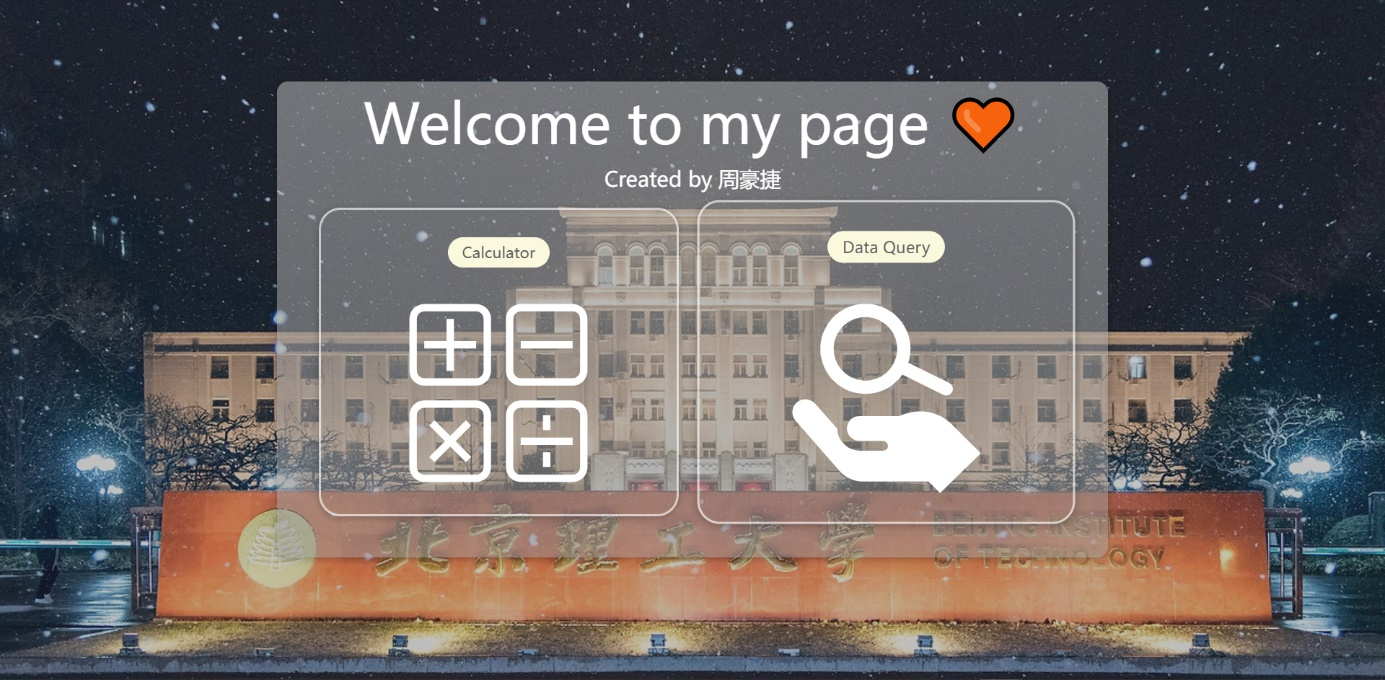 Welcome to my page
Created by 周豪捷
Calculator
Data Query
北京理工大学
BEIJING INSTITUTE
OF TECHNOLOGY